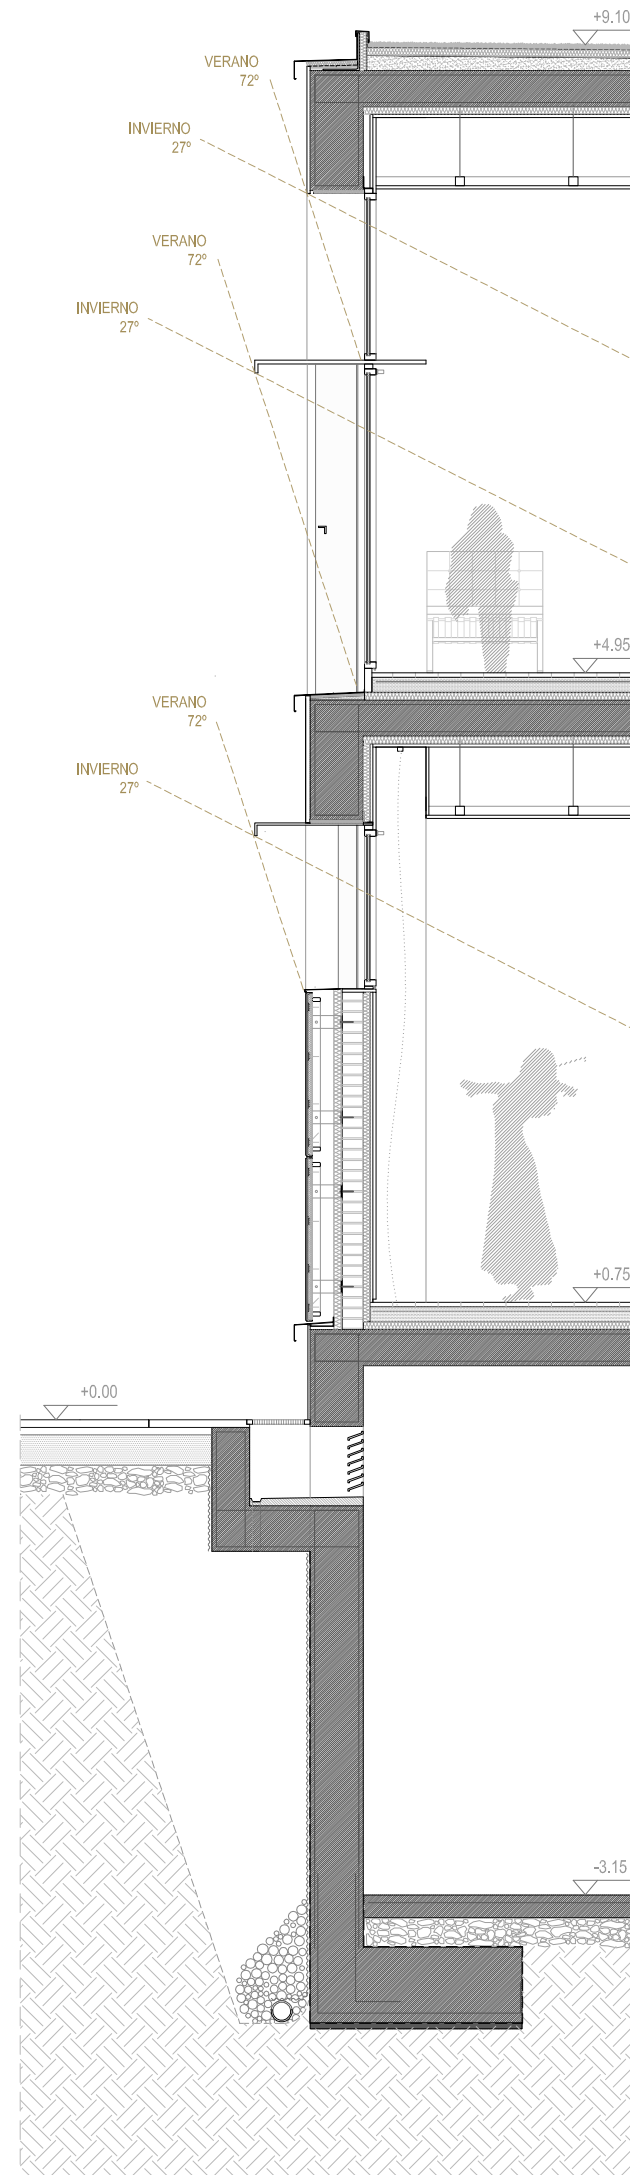 +9.10
VERANO
72º
INVIERNO
27º
VERANO
72º
INVIERNO
27º
+4.95
VERANO
72º
INVIERNO
27º
+0.75
+0.00
-3.15